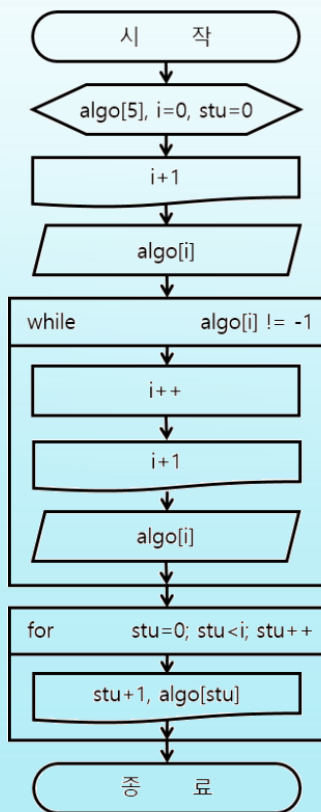 시 작
algo[5], i=0, stu=0
i+1
algo[i]
while algo[i] != -1
i++
i+1
algo[i]
for stu=0; stu<i; stu++
stu+1, algo[stu]
종 료